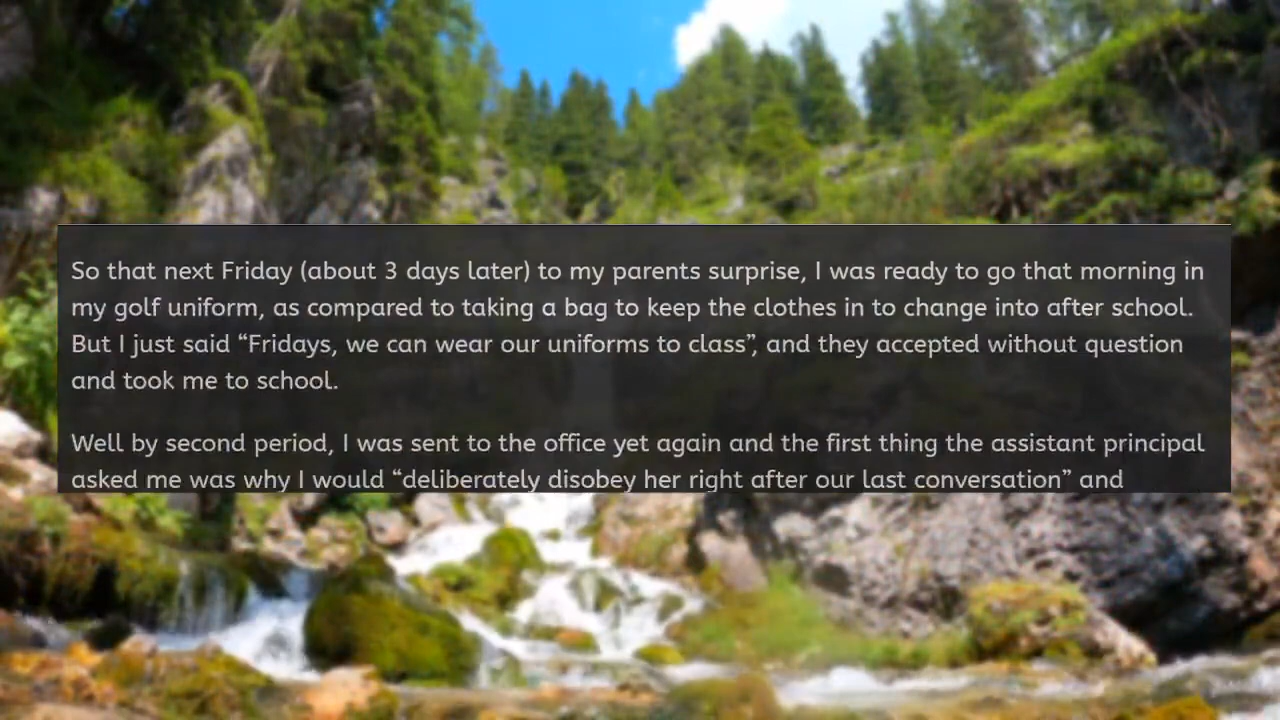 So that next Friday (about 3 days later) to my parents surprise, I was ready to go that morning in
my golf uniform, as compared to taking a bag to keep the clothes in to change into after school.
But I just said “Fridays, we can wear our uniforms to class”, and they accepted without question
and took me to school.
Well by second period, I was sent to the office yet again and the first thing the assistant principal
asked me was why I would “deliberately disobey her right after our last conversation” and